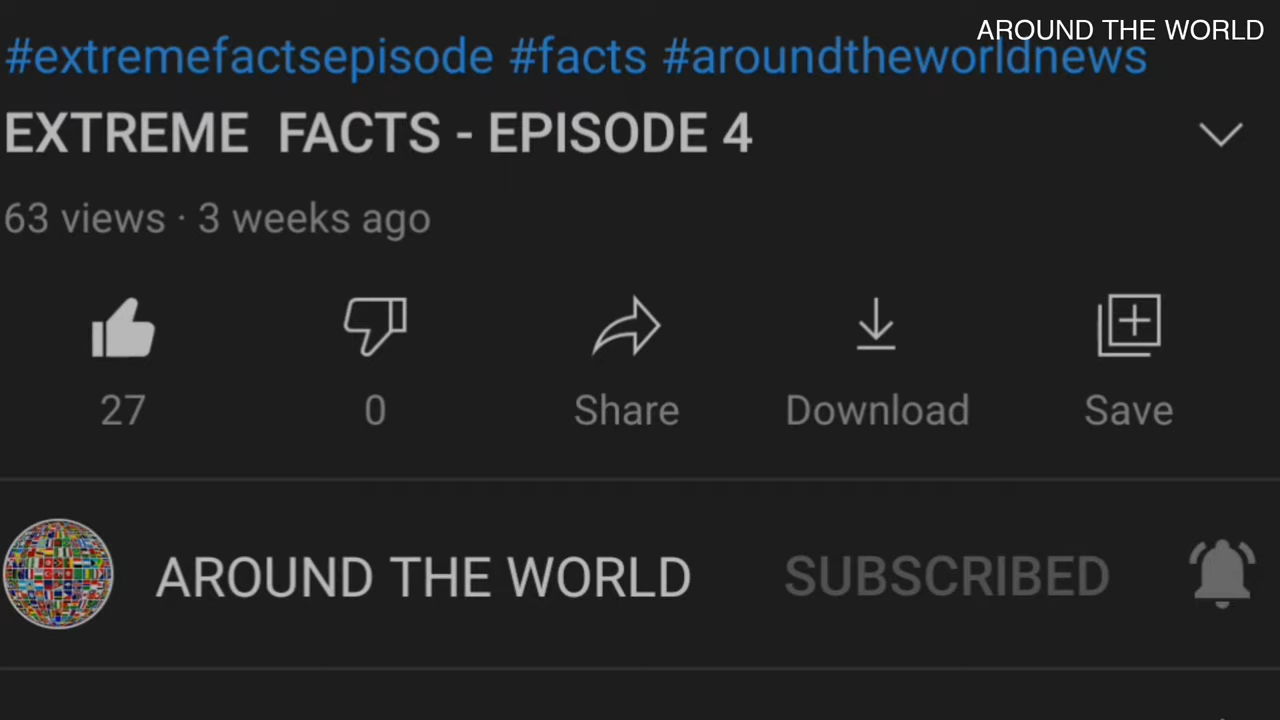 AROUND THE WORLD
#extremefactsepisode #facts #aroundtheworldnews
EXTREME FACTS - EPISODE 4
63 views · 3 weeks ago
27
0
Share
Download
Save
AROUND THE WORLD
SUBSCRIBED